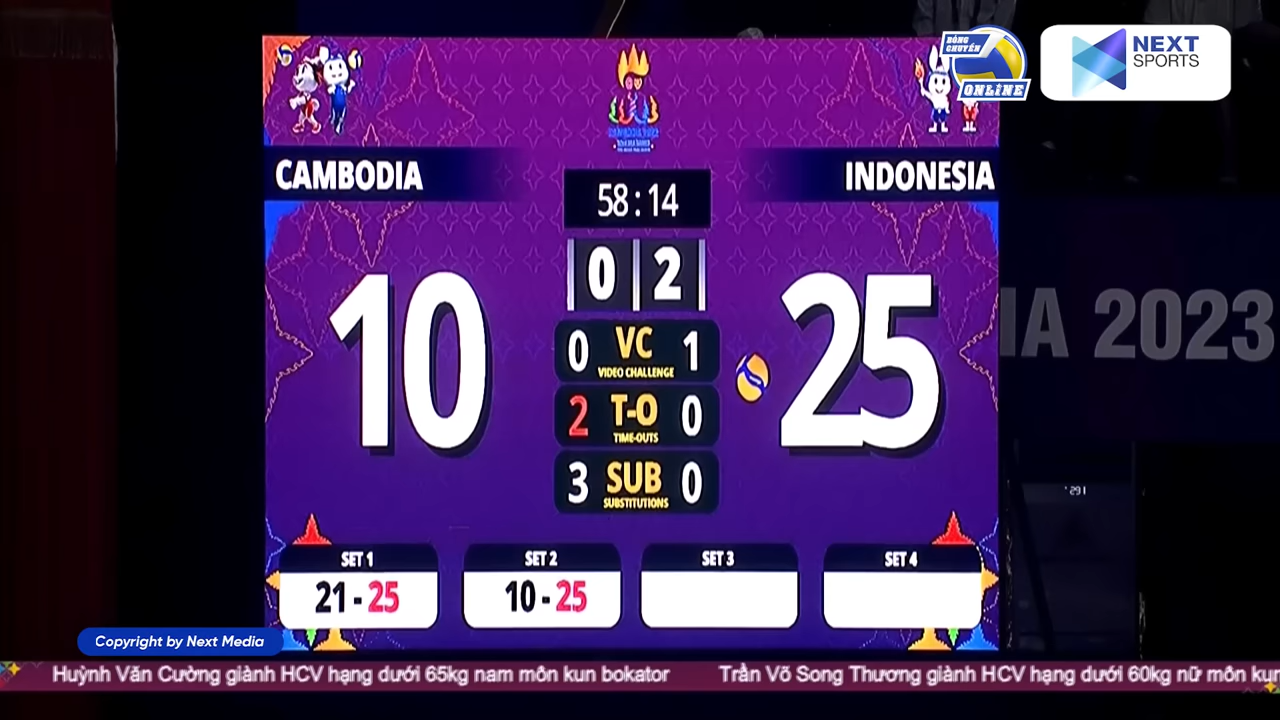 BÓNG CHUYỀN
ONLINE
NEXT
SPORTS
CAMBODIA 2023
CAMBODIA
INDONESIA
58:14
0 2
10
25
0 VC 1
VIDEO CHALLENGE
2 T-O 0
TIME-OUTS
3 SUB 0
SUBSTITUTIONS
IA 2023
SET 1
21 - 25
SET 2
10 - 25
SET 3
SET 4
Copyright by Next Media
Huỳnh Văn Cường giành HCV hạng dưới 65kg nam môn kun bokator
Trần Võ Song Thương giành HCV hạng dưới 60kg nữ môn kun